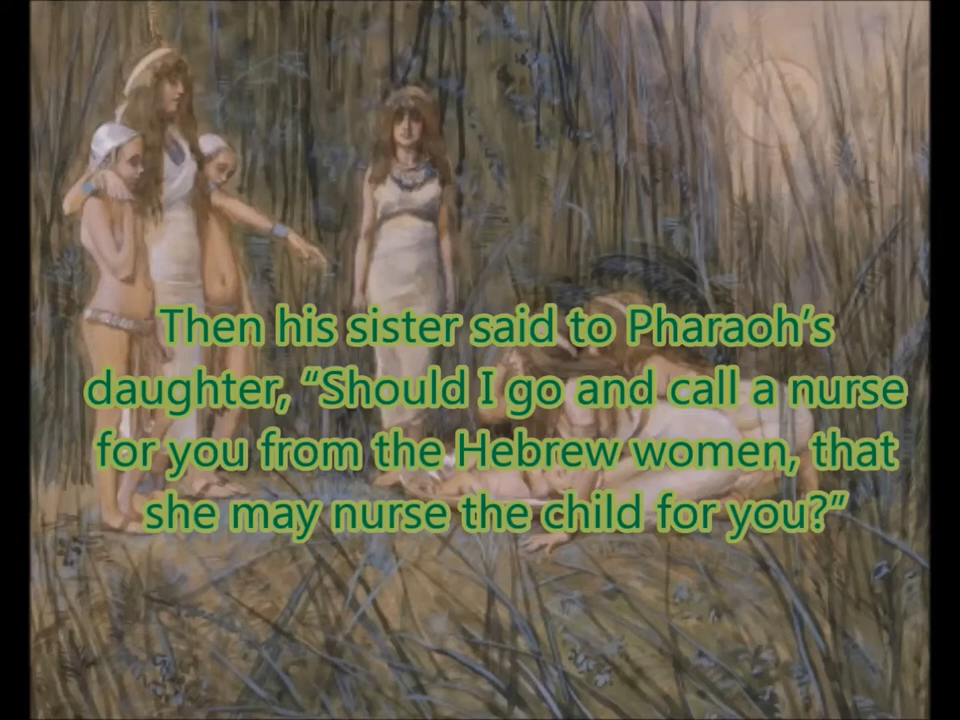 Then his sister said to Pharaoh’s
daughter, “Should I go and call a nurse
for you from the Hebrew women, that
she may nurse the child for you?”